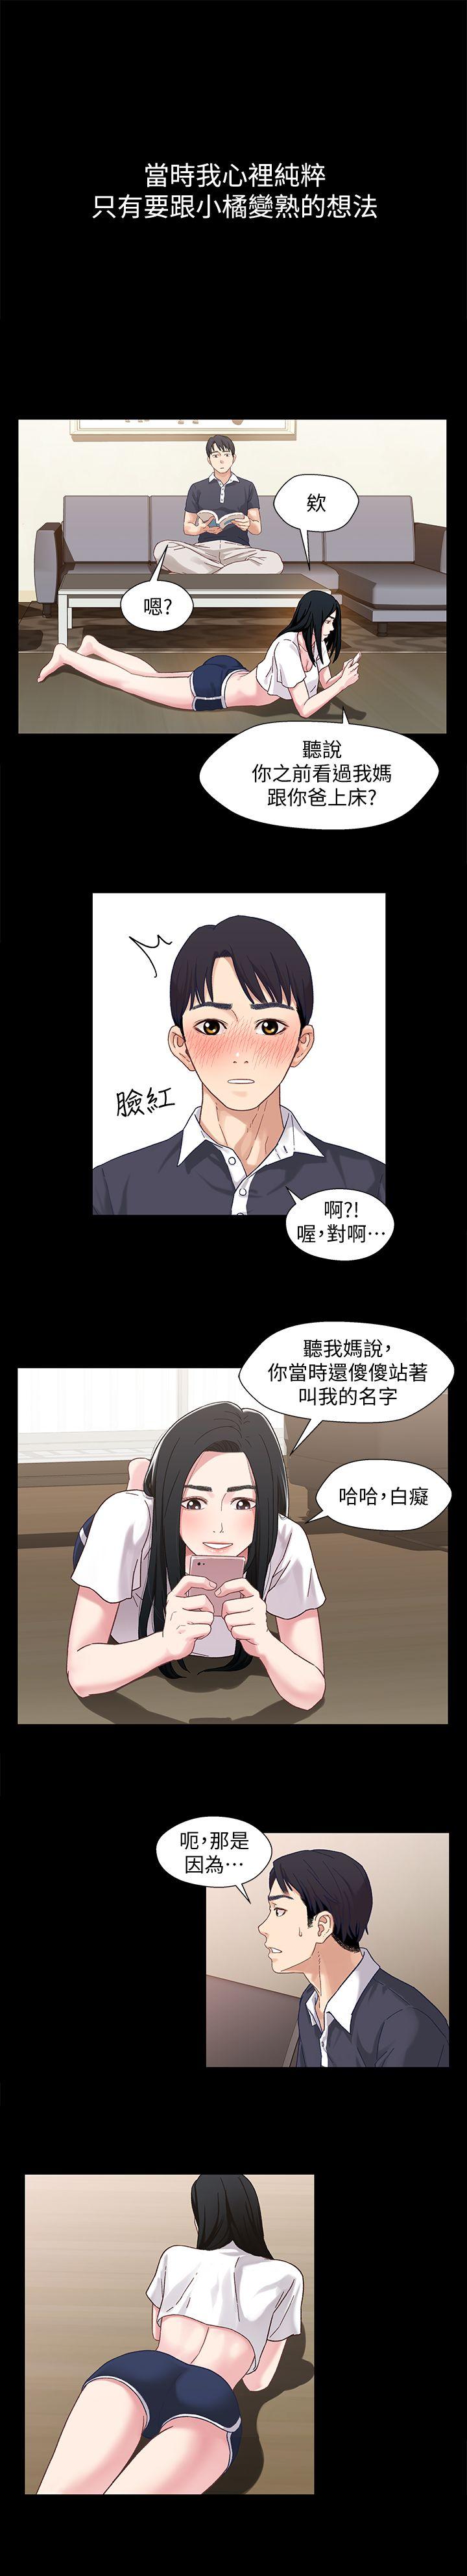 當時我心裡純粹
只有要跟小橘變熟的想法
欸
嗯?
聽說
你之前看過我媽
跟你爸上床?
臉紅
啊?!
喔,對啊…
聽我媽說,
你當時還傻傻站著
叫我的名字
哈哈,白癡
呃,那是
因為…